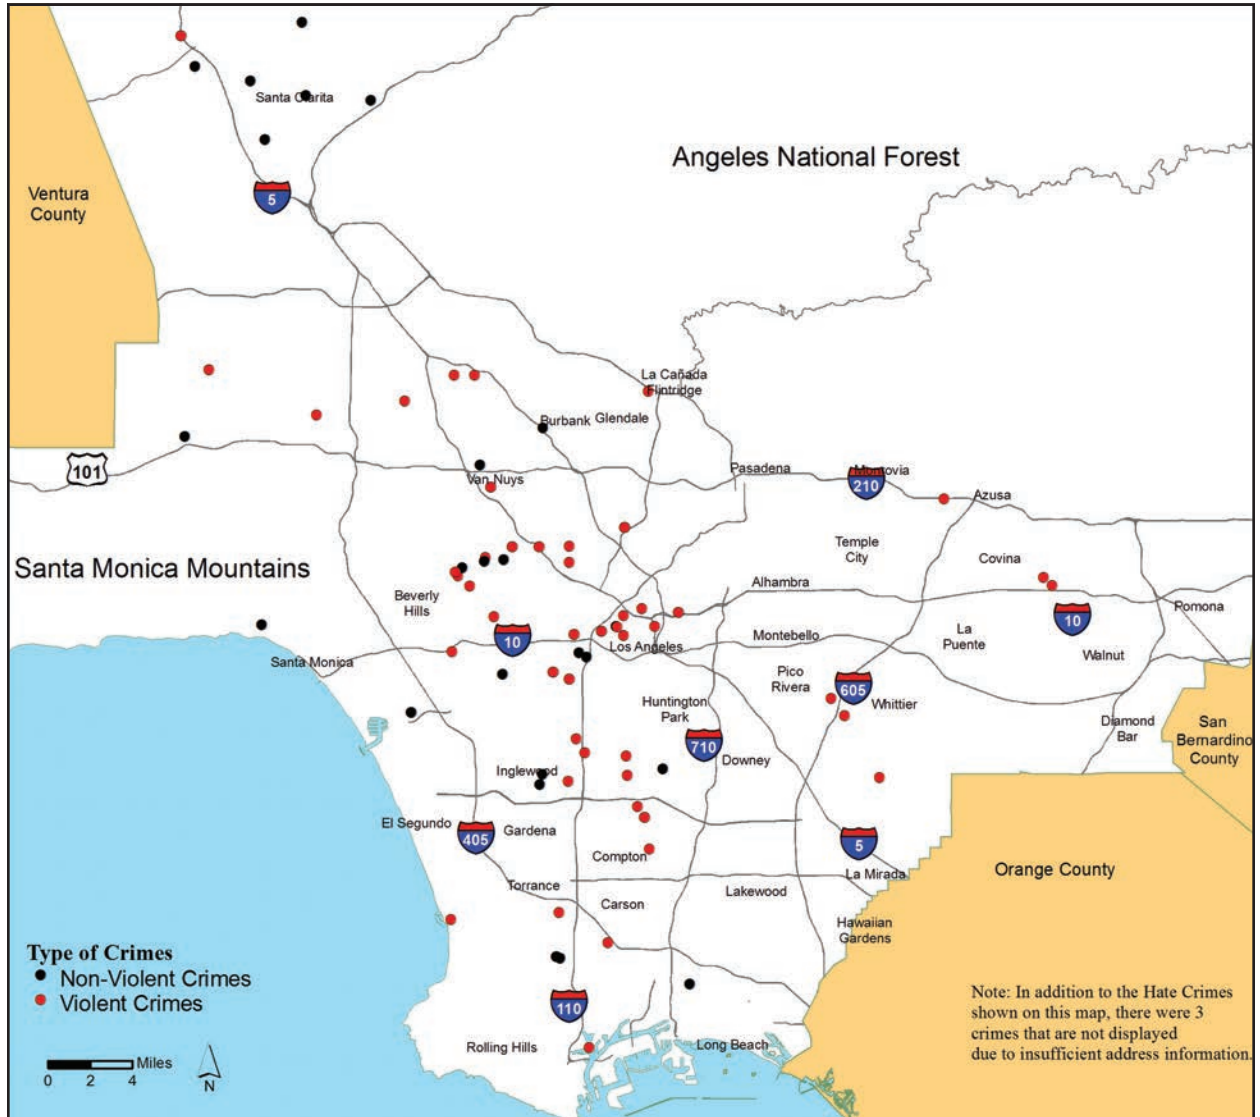 Santa Clarita
Angeles National Forest
5
Ventura
County
La Cañada
Flintridge
Burbank
Glendale
101
Van Nuys
Pasadena
Monrovia
210
Azusa
Santa Monica Mountains
Temple
City
Covina
Beverly
Hills
Alhambra
Pomona
10
10
Los Angeles
Montebello
La
Puente
Walnut
Santa Monica
Pico
Rivera
605
Whittier
Huntington
Park
710
Downey
Diamond
Bar
San
Bernardino
County
Inglewood
El Segundo
405
Gardena
Compton
5
La Mirada
Orange County
Torrance
Carson
Lakewood
Hawaiian
Gardens
Type of Crimes
Non-Violent Crimes
Violent Crimes
110
Rolling Hills
Long Beach
Note: In addition to the Hate Crimes
shown on this map, there were 3
crimes that are not displayed
due to insufficient address information.
Miles
0 2 4
N